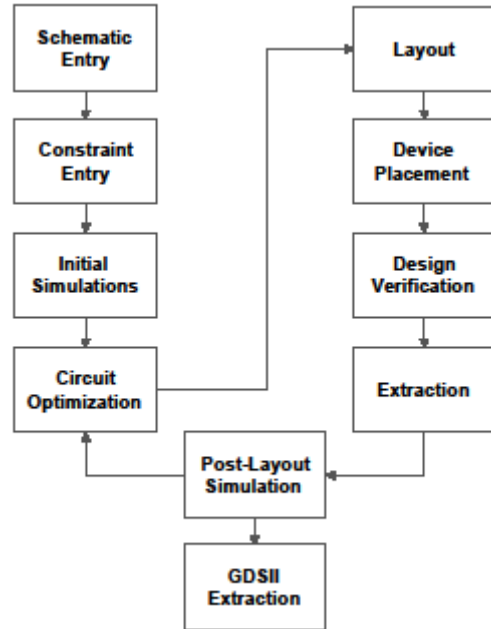 Schematic
Entry
Constraint
Entry
Initial
Simulations
Circuit
Optimization
Layout
Device
Placement
Design
Verification
Extraction
Post-Layout
Simulation
GDSII
Extraction